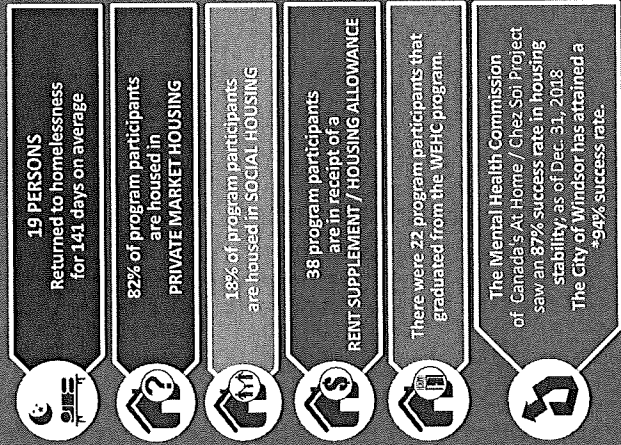 19 PERSONS
Returned to homelessness
for 141 days on average
82% of program participants
are housed in
PRIVATE MARKET HOUSING
18% of program participants
are housed in SOCIAL HOUSING
38 program participants
are in receipt of a
RENT SUPPLEMENT / HOUSING ALLOWANCE
There were 22 program participants that
graduated from the WEHC program.
The Mental Health Commission
of Canada's At Home / Chez Soi Project
saw an 87% success rate in housing
stability, as of Dec. 31, 2018
The City of Windsor has attained a
*94% success rate.